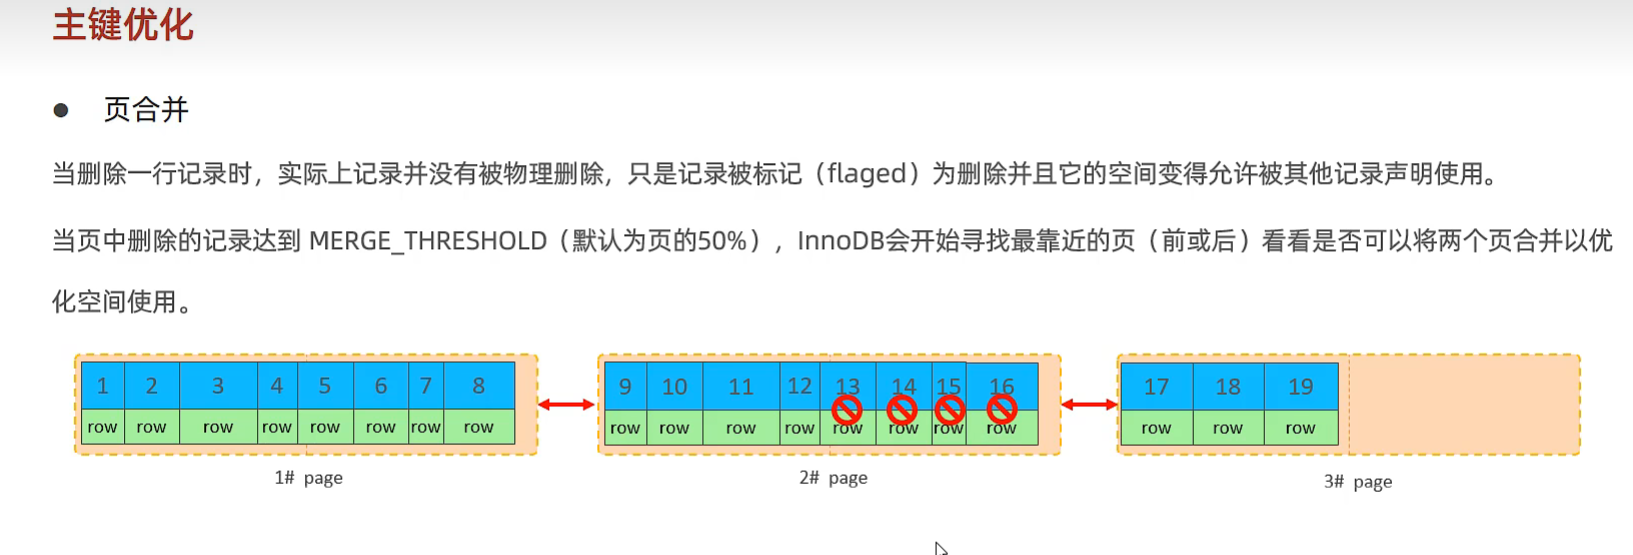 主键优化
● 页合并
当删除一行记录时，实际上记录并没有被物理删除，只是记录被标记（flaged）为删除并且它的空间变得允许被其他记录声明使用。
当页中删除的记录达到 MERGE_THRESHOLD（默认为页的50%），InnoDB会开始寻找最靠近的页（前或后）看看是否可以将两个页合并以优
化空间使用。
1 2 3 4 5 6 7 8 9 10 11 12 13 14 15 16 17 18 19
row row row row row row row row row row row row row row row row row row row
1# page 2# page 3# page